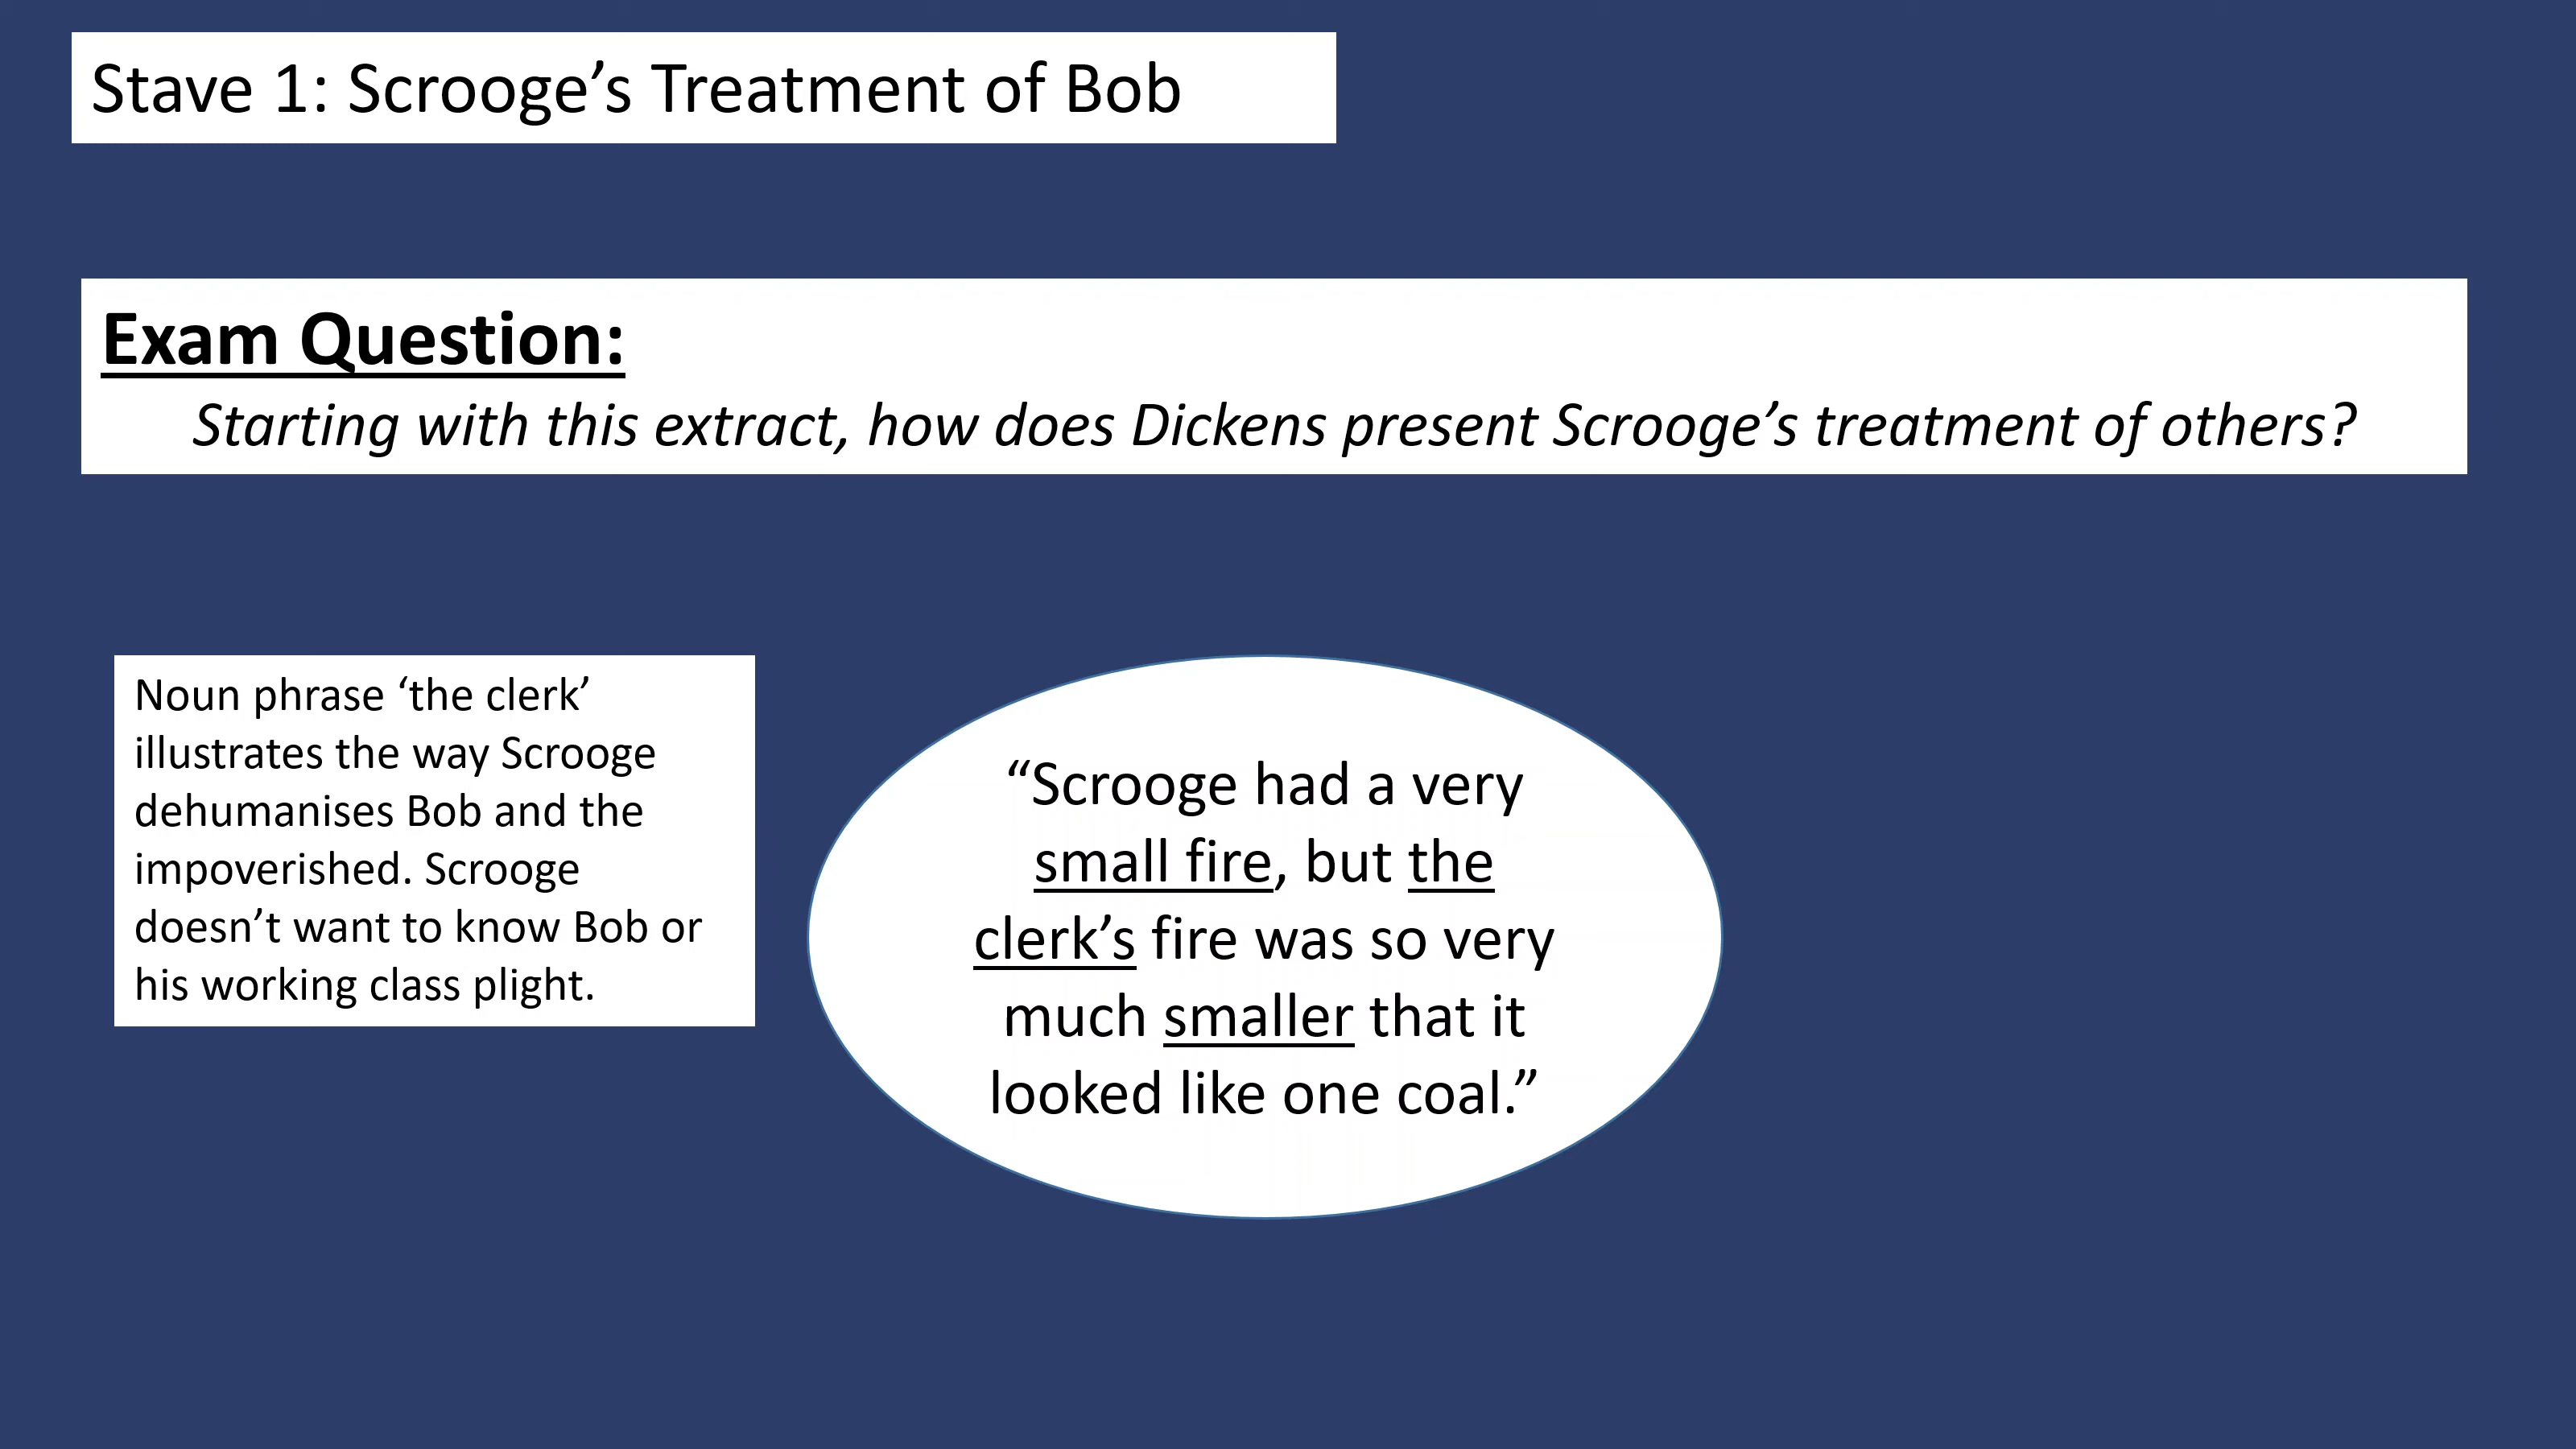 Stave 1: Scrooge’s Treatment of Bob
Exam Question:
Starting with this extract, how does Dickens present Scrooge’s treatment of others?
Noun phrase ‘the clerk’
illustrates the way Scrooge
dehumanises Bob and the
impoverished. Scrooge
doesn’t want to know Bob or
his working class plight.
“Scrooge had a very
small fire, but the
clerk’s fire was so very
much smaller that it
looked like one coal.”